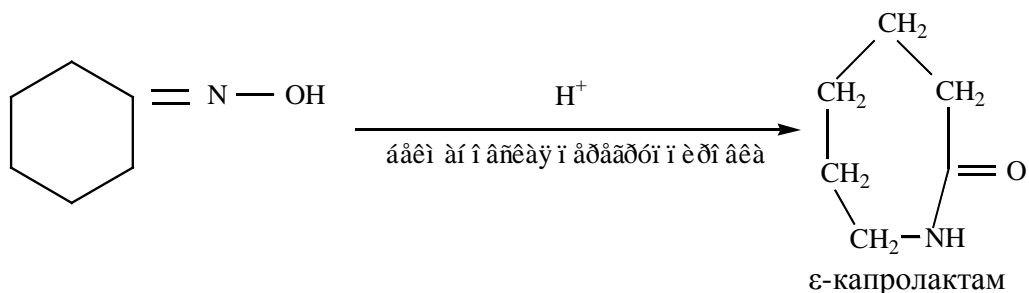 CH₂
N — OH
H⁺
CH₂
CH₂
áåêì àí î âñêàÿ ï åðåãðóï ï èðî âêà
CH₂
O
CH₂
NH
ε-капролактам